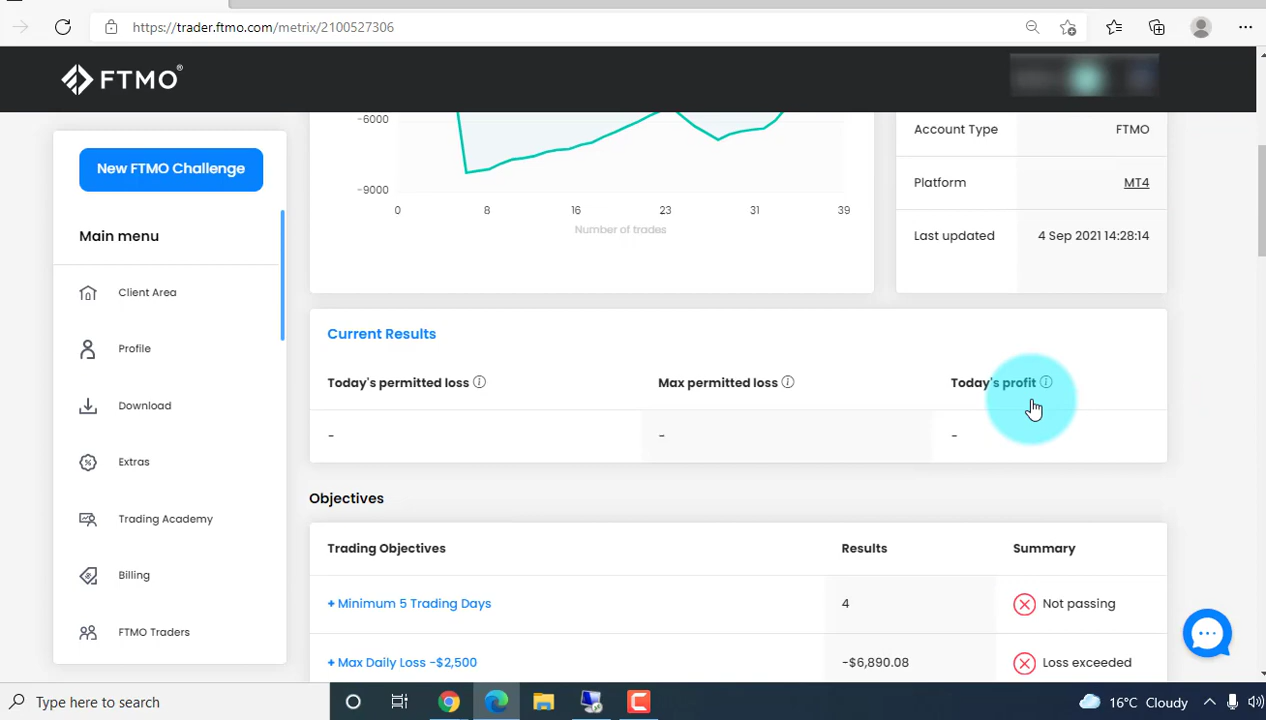 https://trader.ftmo.com/metrix/2100527306
FTMO®
New FTMO Challenge
Main menu
Client Area
Profile
Download
Extras
Trading Academy
Billing
FTMO Traders
-6000
-9000
0 8 16 23 31 39
Number of trades
Account Type FTMO
Platform MT4
Last updated 4 Sep 2021 14:28:14
Current Results
Today's permitted loss Max permitted loss Today's profit
- - -
Objectives
Trading Objectives Results Summary
+ Minimum 5 Trading Days 4 Not passing
+ Max Daily Loss -$2,500 -$6,890.08 Loss exceeded
Type here to search
16°C Cloudy